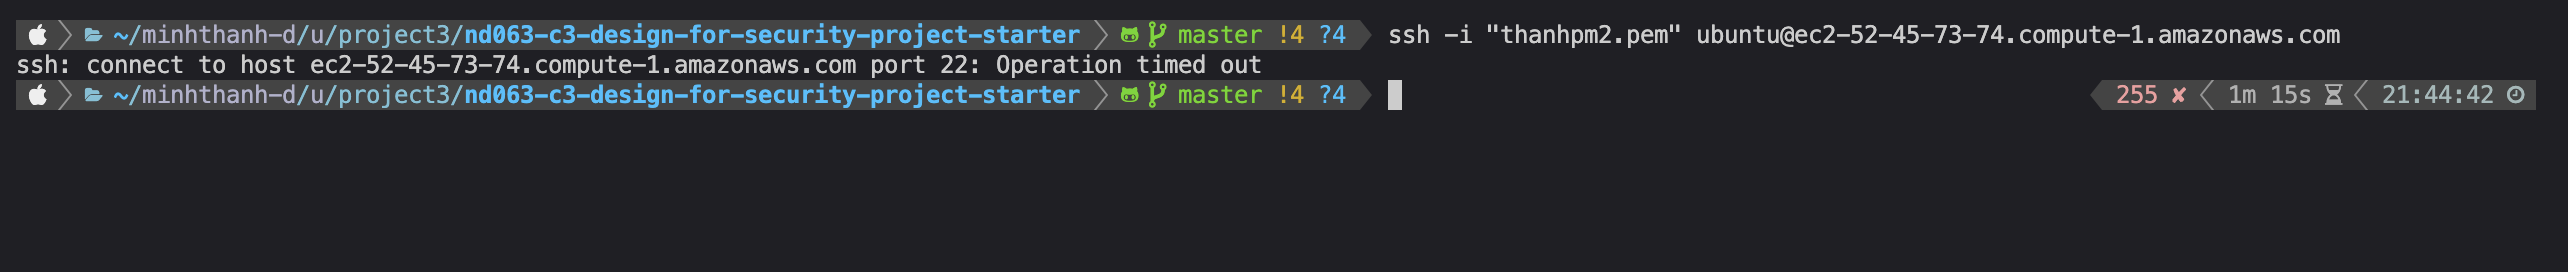 ~/minhthanh-d/u/project3/nd063-c3-design-for-security-project-starter master !4 ?4 ssh -i "thanhpm2.pem" ubuntu@ec2-52-45-73-74.compute-1.amazonaws.com
ssh: connect to host ec2-52-45-73-74.compute-1.amazonaws.com port 22: Operation timed out
~/minhthanh-d/u/project3/nd063-c3-design-for-security-project-starter master !4 ?4 255 ✘ 1m 15s 21:44:42